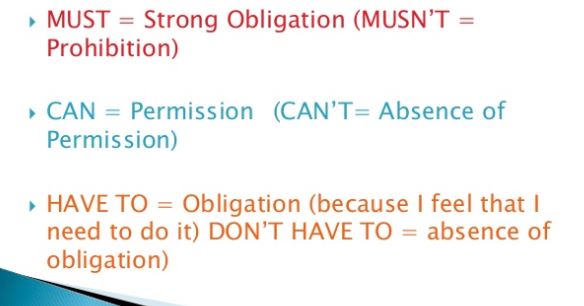 MUST = Strong Obligation (MUSN'T =
Prohibition)
CAN = Permission (CAN'T= Absence of
Permission)
HAVE TO = Obligation (because I feel that I
need to do it) DON'T HAVE TO = absence of
obligation)